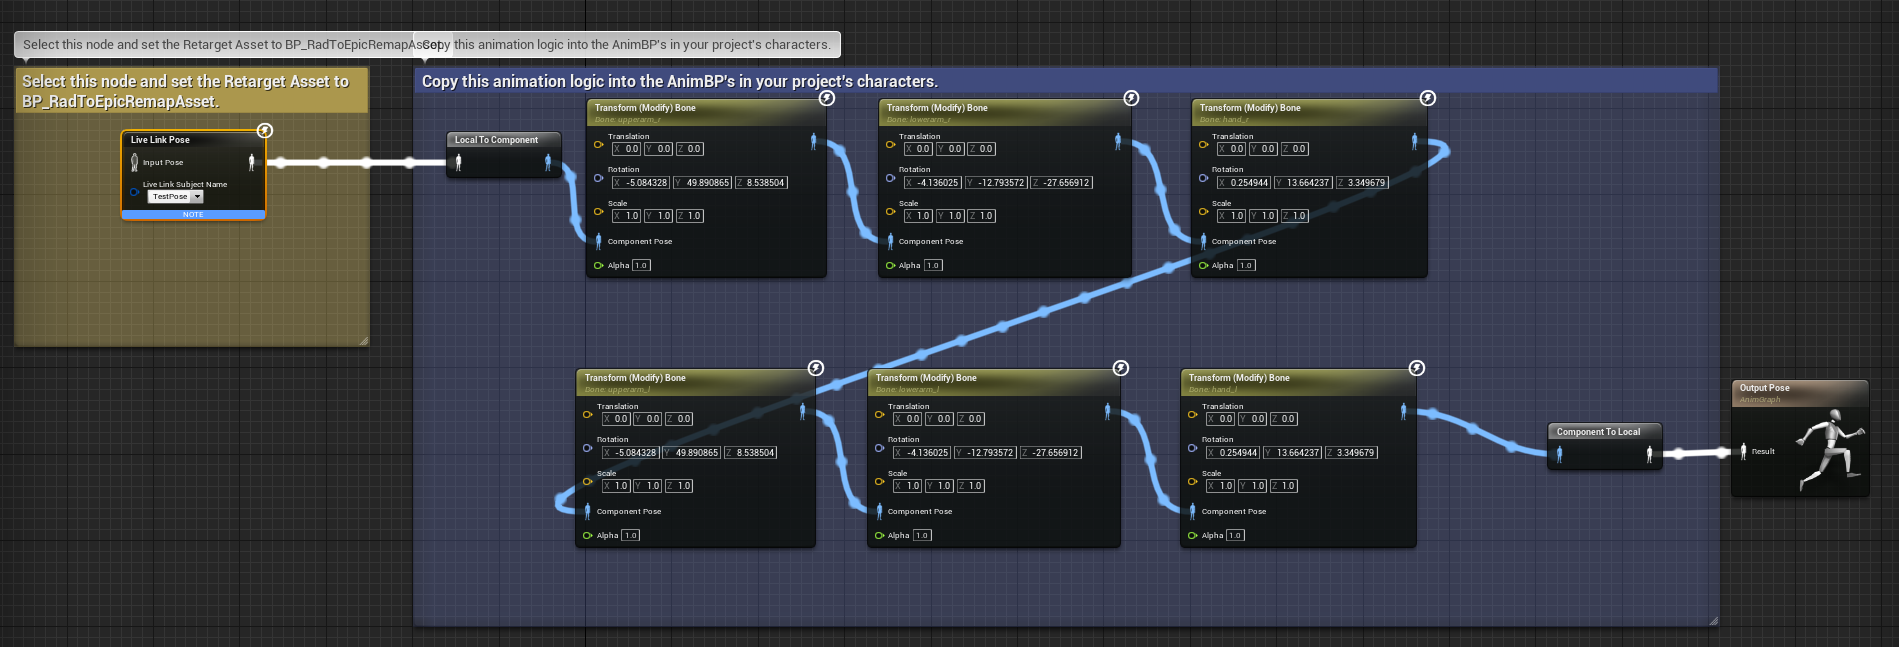 Select this node and set the Retarget Asset to BP_RadToEpicRemapAsset.
Copy this animation logic into the AnimBP's in your project's characters.
Select this node and set the Retarget Asset to
BP_RadToEpicRemapAsset.
Copy this animation logic into the AnimBP's in your project's characters.
Live Link Pose
Input Pose
Live Link Subject Name
TestPose
NOTE
Local To Component
Transform (Modify) Bone
Bone: upperarm_r
Translation
X 0.0 Y 0.0 Z 0.0
Rotation
X -5.084328 Y 49.890865 Z 8.538504
Scale
X 1.0 Y 1.0 Z 1.0
Component Pose
Alpha 1.0
Transform (Modify) Bone
Bone: lowerarm_r
Translation
X 0.0 Y 0.0 Z 0.0
Rotation
X -4.136025 Y -12.793572 Z -27.656912
Scale
X 1.0 Y 1.0 Z 1.0
Component Pose
Alpha 1.0
Transform (Modify) Bone
Bone: hand_r
Translation
X 0.0 Y 0.0 Z 0.0
Rotation
X 0.254944 Y 13.664237 Z 3.349679
Scale
X 1.0 Y 1.0 Z 1.0
Component Pose
Alpha 1.0
Transform (Modify) Bone
Bone: upperarm_l
Translation
X 0.0 Y 0.0 Z 0.0
Rotation
X -5.084328 Y 49.890865 Z 8.538504
Scale
X 1.0 Y 1.0 Z 1.0
Component Pose
Alpha 1.0
Transform (Modify) Bone
Bone: lowerarm_l
Translation
X 0.0 Y 0.0 Z 0.0
Rotation
X -4.136025 Y -12.793572 Z -27.656912
Scale
X 1.0 Y 1.0 Z 1.0
Component Pose
Alpha 1.0
Transform (Modify) Bone
Bone: hand_l
Translation
X 0.0 Y 0.0 Z 0.0
Rotation
X 0.254944 Y 13.664237 Z 3.349679
Scale
X 1.0 Y 1.0 Z 1.0
Component Pose
Alpha 1.0
Component To Local
Output Pose
AnimGraph
Result